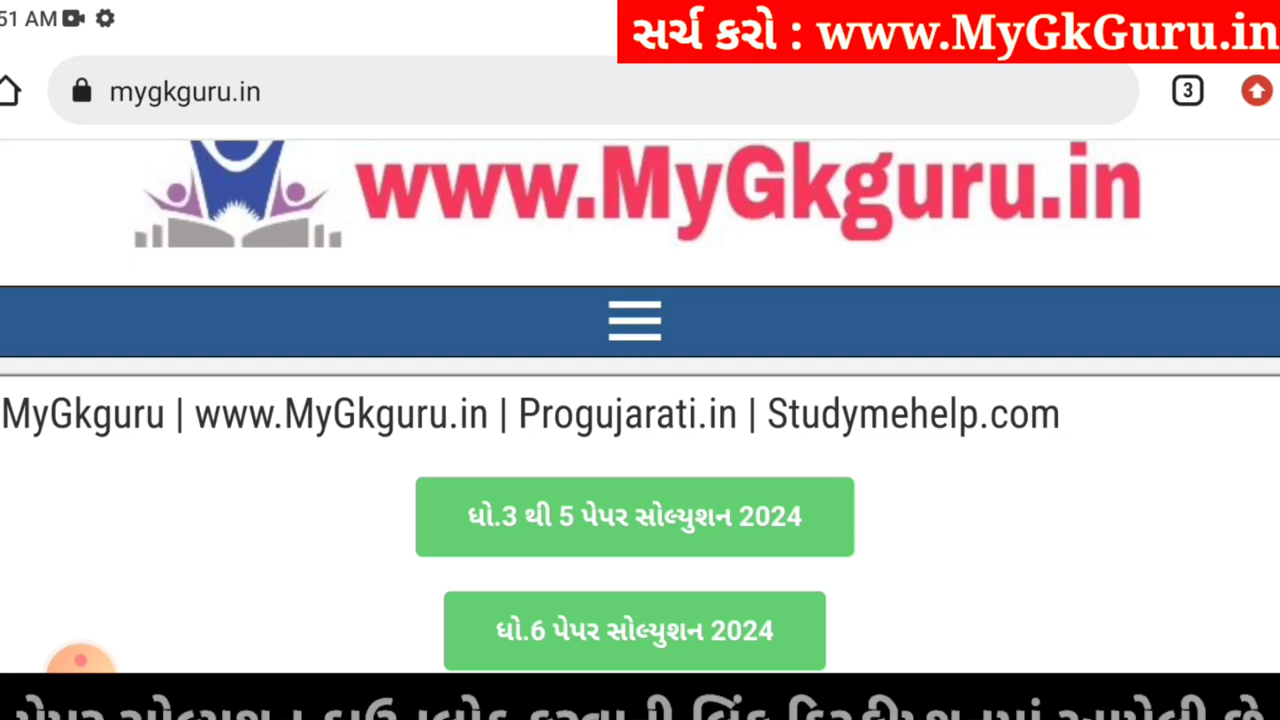 51 AM
સર્ચ કરો : www.MyGkGuru.in
mygkguru.in
3
www.MyGkguru.in
MyGkguru | www.MyGkguru.in | Progujarati.in | Studymehelp.com
ધો.3 થી 5 પેપર સોલ્યુશન 2024
ધો.6 પેપર સોલ્યુશન 2024